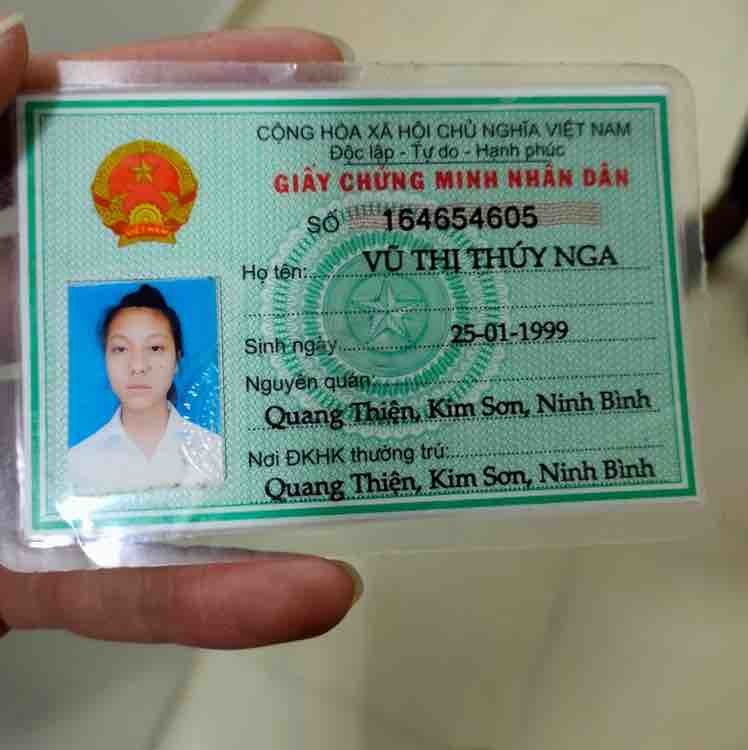 CỘNG HÒA XÃ HỘI CHỦ NGHĨA VIỆT NAM
Độc lập - Tự do - Hạnh phúc
GIẤY CHỨNG MINH NHÂN DÂN
SỐ 164654605
Họ tên: VŨ THỊ THÚY NGA
Sinh ngày 25-01-1999
Nguyên quán:
Quang Thiện, Kim Sơn, Ninh Bình
Nơi ĐKHK thường trú:
Quang Thiện, Kim Sơn, Ninh Bình
VIỆT NAM